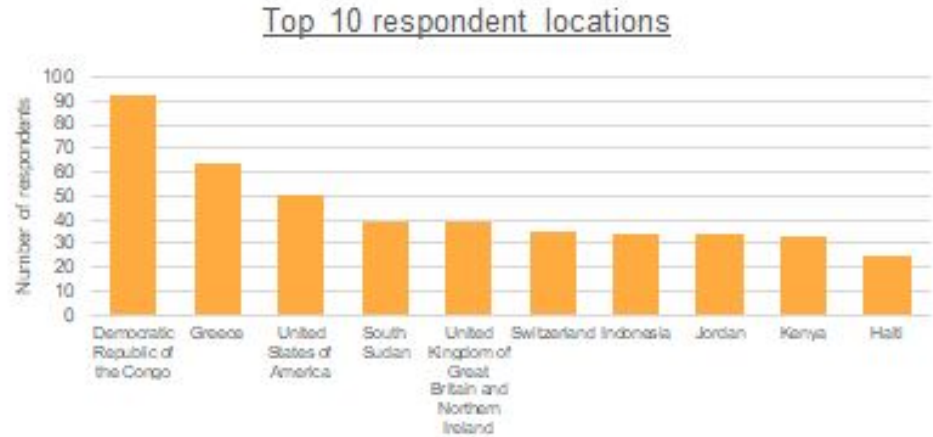 Top 10 respondent locations
Number of respondents
100
90
80
70
60
50
40
30
20
10
0
Democratic
Republic of
the Congo
Greece
United
States of
America
South
Sudan
United
Kingdom of
Great
Britain and
Northern
Ireland
Switzerland
Indonesia
Jordan
Kenya
Haiti